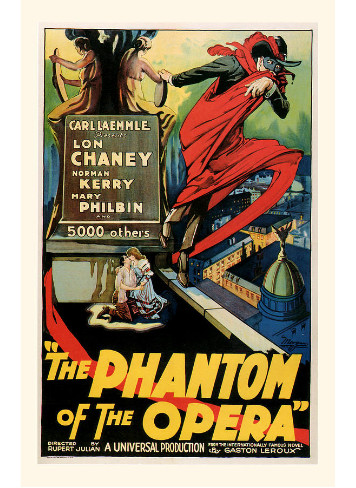 CARL LAEMMLE
Presents
LON
CHANEY
NORMAN
KERRY
MARY
PHILBIN
AND
5000 others
"THE PHANTOM
OF THE OPERA"
DIRECTED BY
RUPERT JULIAN
A UNIVERSAL PRODUCTION
FROM THE INTERNATIONALLY FAMOUS NOVEL
BY GASTON LEROUX